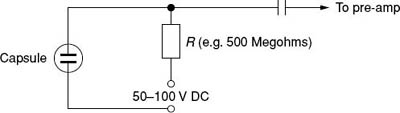 To pre-amp
R (e.g. 500 Megohms)
Capsule
50–100 V DC